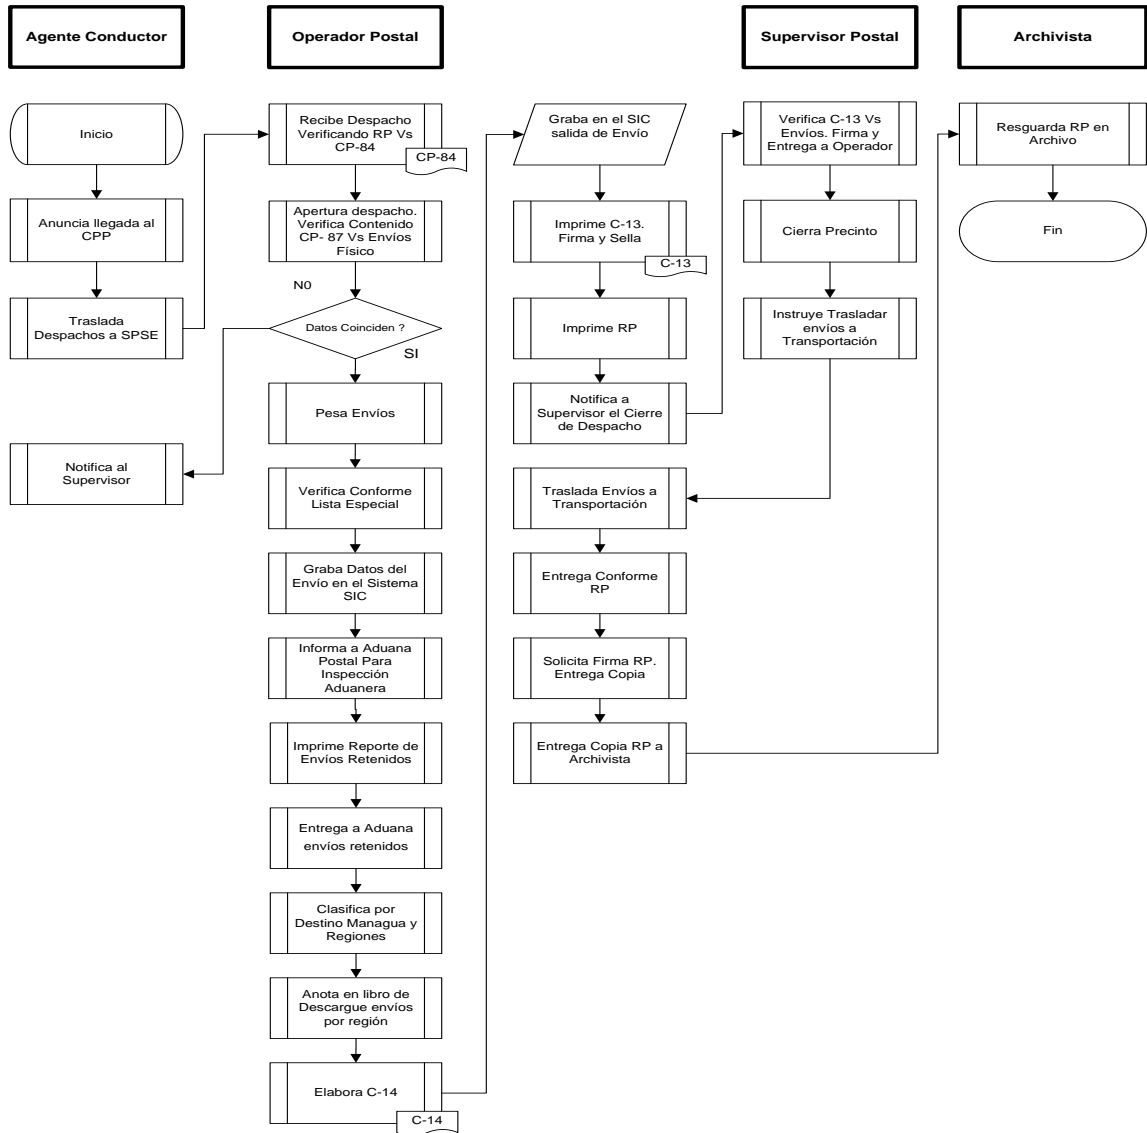 Agente Conductor
Operador Postal
Supervisor Postal
Archivista
Inicio
Anuncia llegada al
CPP
Traslada
Despachos a SPSE
Notifica al
Supervisor
Recibe Despacho
Verificando RP Vs
CP-84
CP-84
Apertura despacho.
Verifica Contenido
CP- 87 Vs Envíos
Físico
N0
Datos Coinciden ?
SI
Pesa Envíos
Verifica Conforme
Lista Especial
Graba Datos del
Envío en el Sistema
SIC
Informa a Aduana
Postal Para
Inspección
Aduanera
Imprime Reporte de
Envíos Retenidos
Entrega a Aduana
envíos retenidos
Clasifica por
Destino Managua y
Regiones
Anota en libro de
Descargue envíos
por región
Elabora C-14
C-14
Graba en el SIC
salida de Envío
Imprime C-13.
Firma y Sella
C-13
Imprime RP
Notifica a
Supervisor el Cierre
de Despacho
Traslada Envíos a
Transportación
Entrega Conforme
RP
Solicita Firma RP.
Entrega Copia
Entrega Copia RP a
Archivista
Verifica C-13 Vs
Envíos. Firma y
Entrega a Operador
Cierra Precinto
Instruye Trasladar
envíos a
Transportación
Resguarda RP en
Archivo
Fin